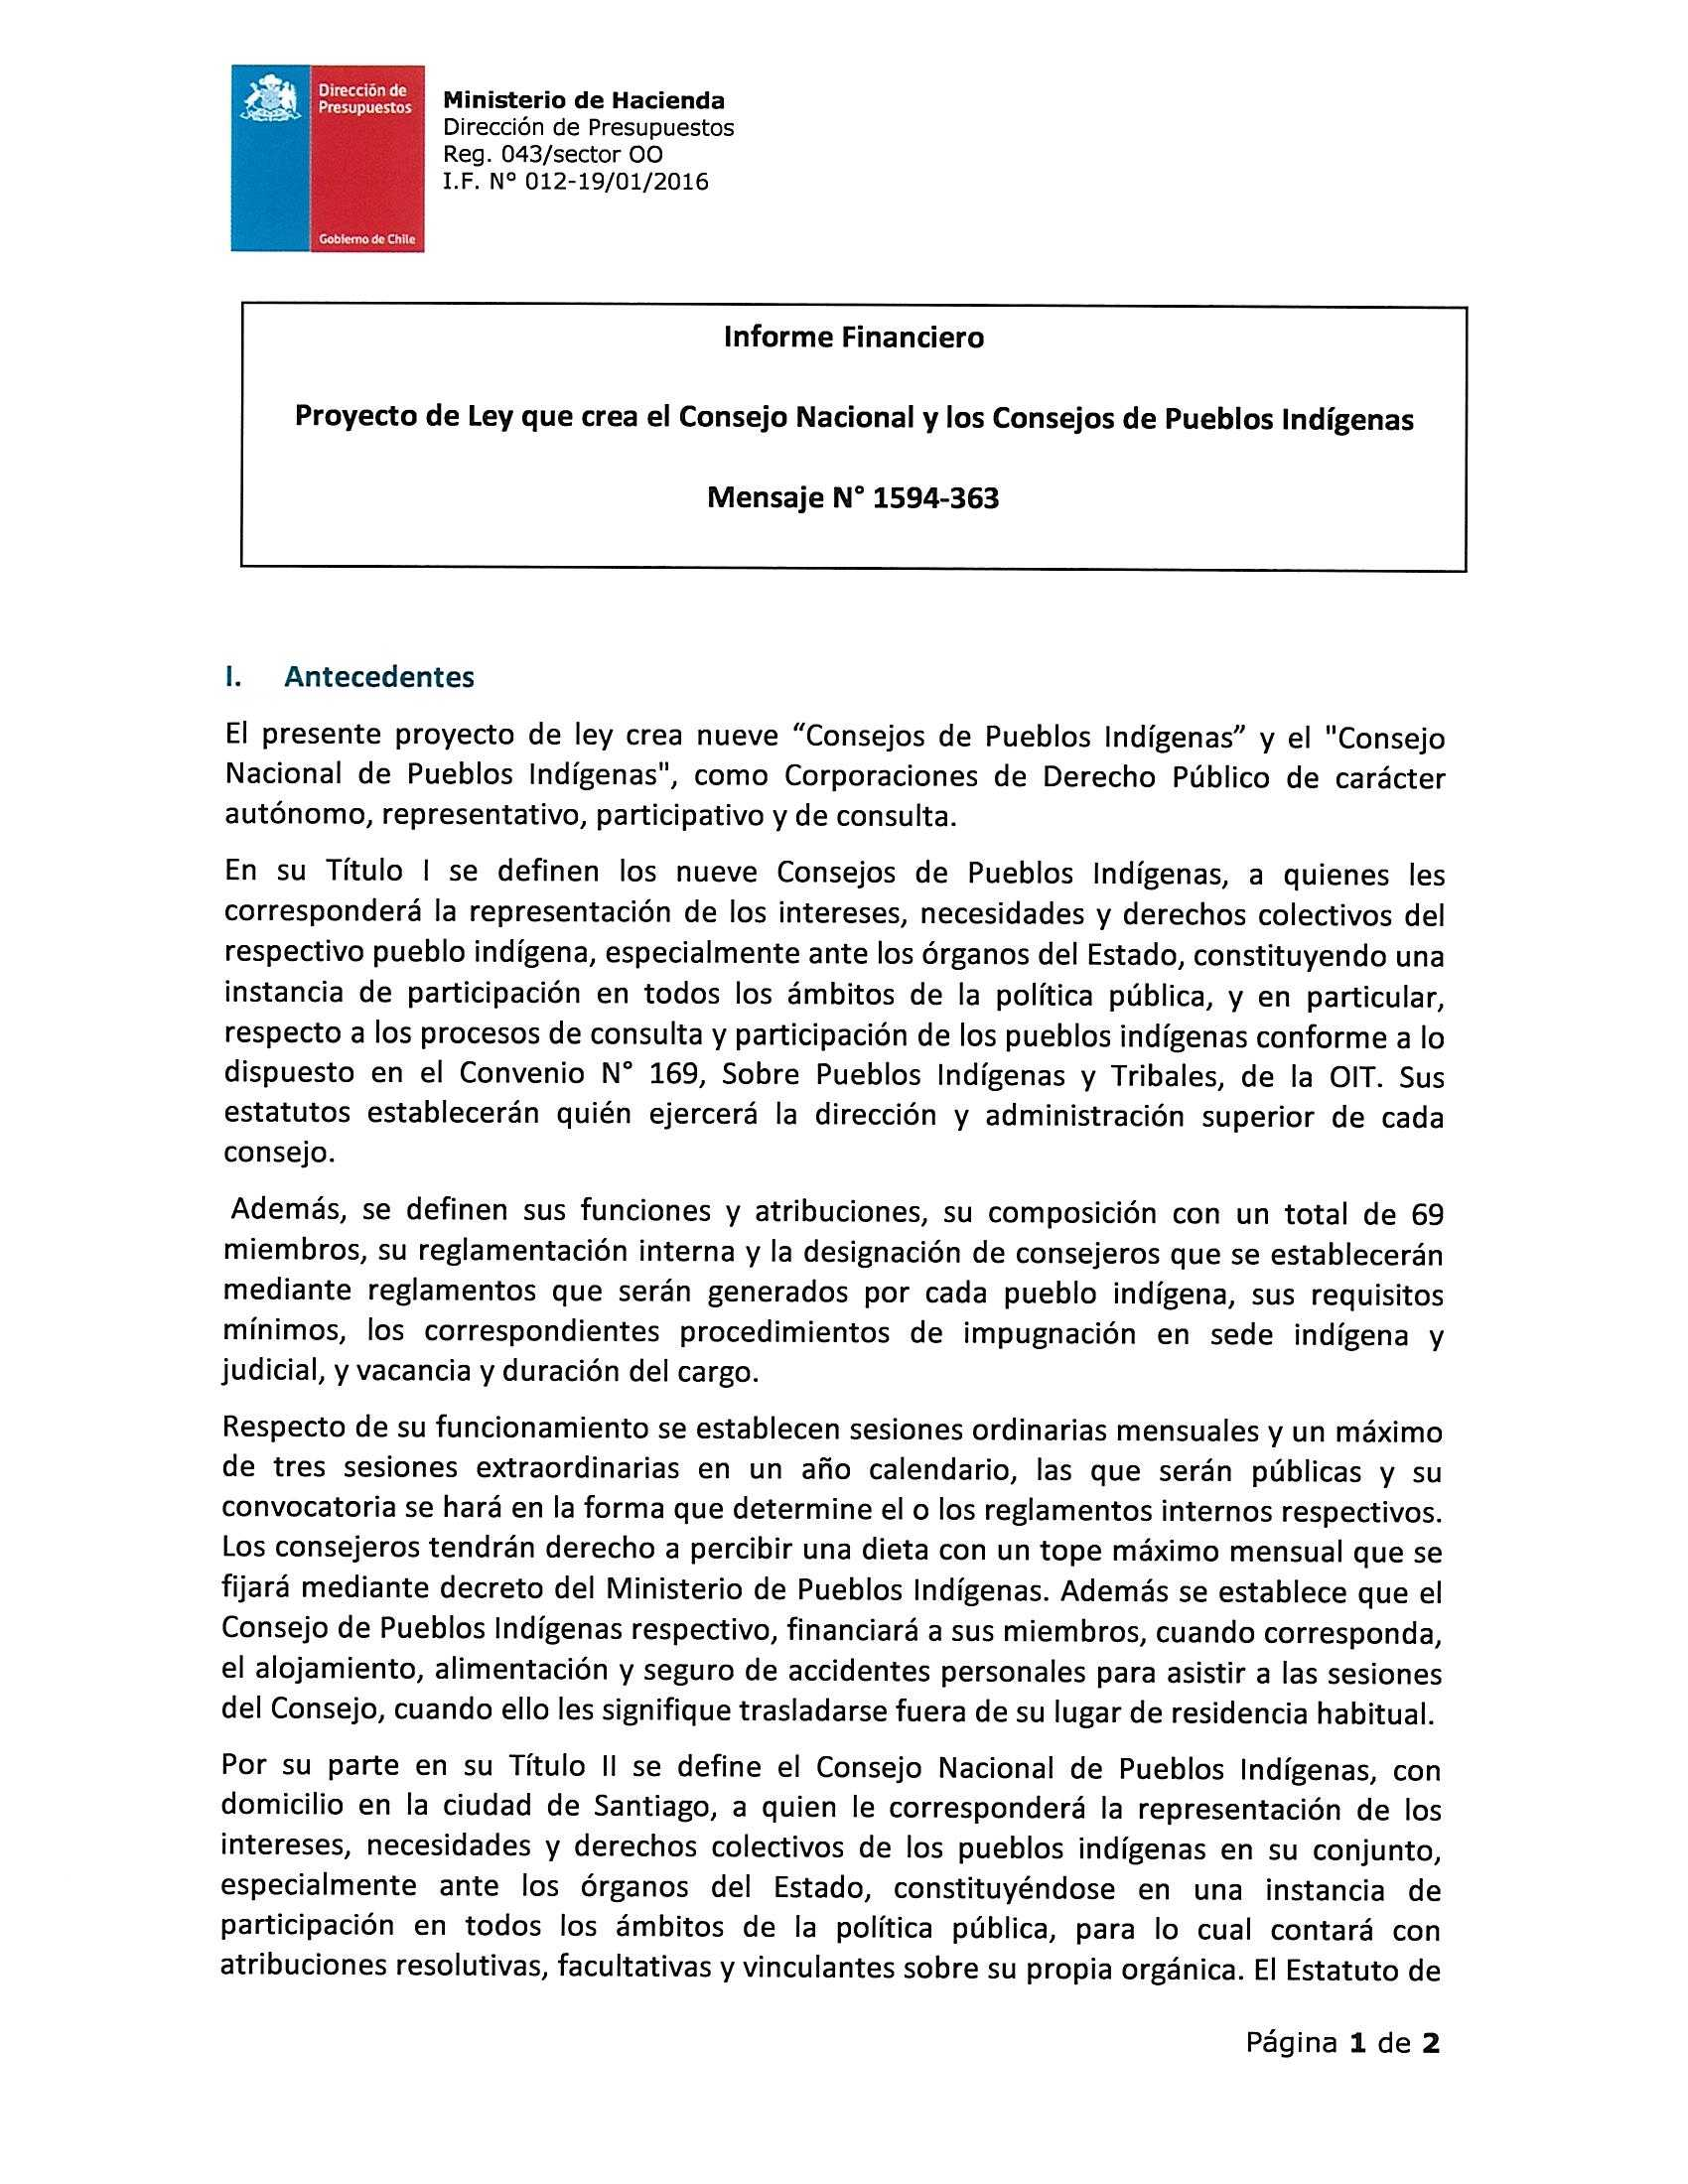 Dirección de
Presupuestos
Gobierno de Chile
Ministerio de Hacienda
Dirección de Presupuestos
Reg. 043/sector OO
I.F. N° 012-19/01/2016
Informe Financiero
Proyecto de Ley que crea el Consejo Nacional y los Consejos de Pueblos Indígenas
Mensaje N° 1594-363
I. Antecedentes
El presente proyecto de ley crea nueve “Consejos de Pueblos Indígenas” y el "Consejo
Nacional de Pueblos Indígenas", como Corporaciones de Derecho Público de carácter
autónomo, representativo, participativo y de consulta.
En su Título I se definen los nueve Consejos de Pueblos Indígenas, a quienes les
corresponderá la representación de los intereses, necesidades y derechos colectivos del
respectivo pueblo indígena, especialmente ante los órganos del Estado, constituyendo una
instancia de participación en todos los ámbitos de la política pública, y en particular,
respecto a los procesos de consulta y participación de los pueblos indígenas conforme a lo
dispuesto en el Convenio N° 169, Sobre Pueblos Indígenas y Tribales, de la OIT. Sus
estatutos establecerán quién ejercerá la dirección y administración superior de cada
consejo.
Además, se definen sus funciones y atribuciones, su composición con un total de 69
miembros, su reglamentación interna y la designación de consejeros que se establecerán
mediante reglamentos que serán generados por cada pueblo indígena, sus requisitos
mínimos, los correspondientes procedimientos de impugnación en sede indígena y
judicial, y vacancia y duración del cargo.
Respecto de su funcionamiento se establecen sesiones ordinarias mensuales y un máximo
de tres sesiones extraordinarias en un año calendario, las que serán públicas y su
convocatoria se hará en la forma que determine el o los reglamentos internos respectivos.
Los consejeros tendrán derecho a percibir una dieta con un tope máximo mensual que se
fijará mediante decreto del Ministerio de Pueblos Indígenas. Además se establece que el
Consejo de Pueblos Indígenas respectivo, financiará a sus miembros, cuando corresponda,
el alojamiento, alimentación y seguro de accidentes personales para asistir a las sesiones
del Consejo, cuando ello les signifique trasladarse fuera de su lugar de residencia habitual.
Por su parte en su Título II se define el Consejo Nacional de Pueblos Indígenas, con
domicilio en la ciudad de Santiago, a quien le corresponderá la representación de los
intereses, necesidades y derechos colectivos de los pueblos indígenas en su conjunto,
especialmente ante los órganos del Estado, constituyéndose en una instancia de
participación en todos los ámbitos de la política pública, para lo cual contará con
atribuciones resolutivas, facultativas y vinculantes sobre su propia orgánica. El Estatuto de
Página 1 de 2